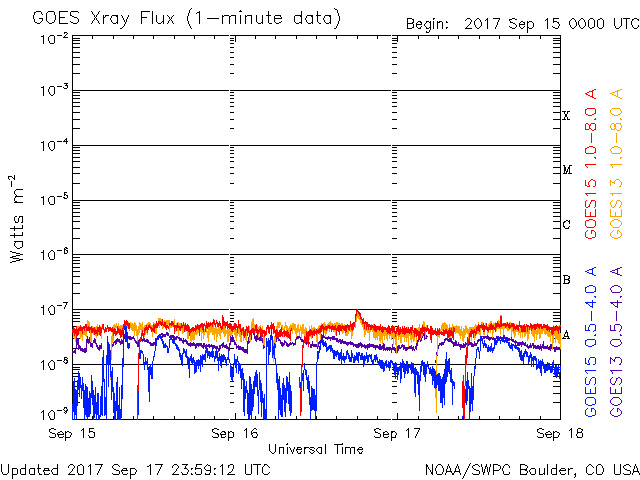 GOES Xray Flux (1-minute data)
Begin: 2017 Sep 15 0000 UTC
Watts m⁻²
10⁻²
10⁻³
10⁻⁴
10⁻⁵
10⁻⁶
10⁻⁷
10⁻⁸
10⁻⁹
X
M
C
B
A
GOES15 1.0-8.0 A
GOES13 1.0-8.0 A
GOES15 0.5-4.0 A
GOES13 0.5-4.0 A
Sep 15 Sep 16 Sep 17 Sep 18
Universal Time
Updated 2017 Sep 17 23:59:12 UTC
NOAA/SWPC Boulder, CO USA